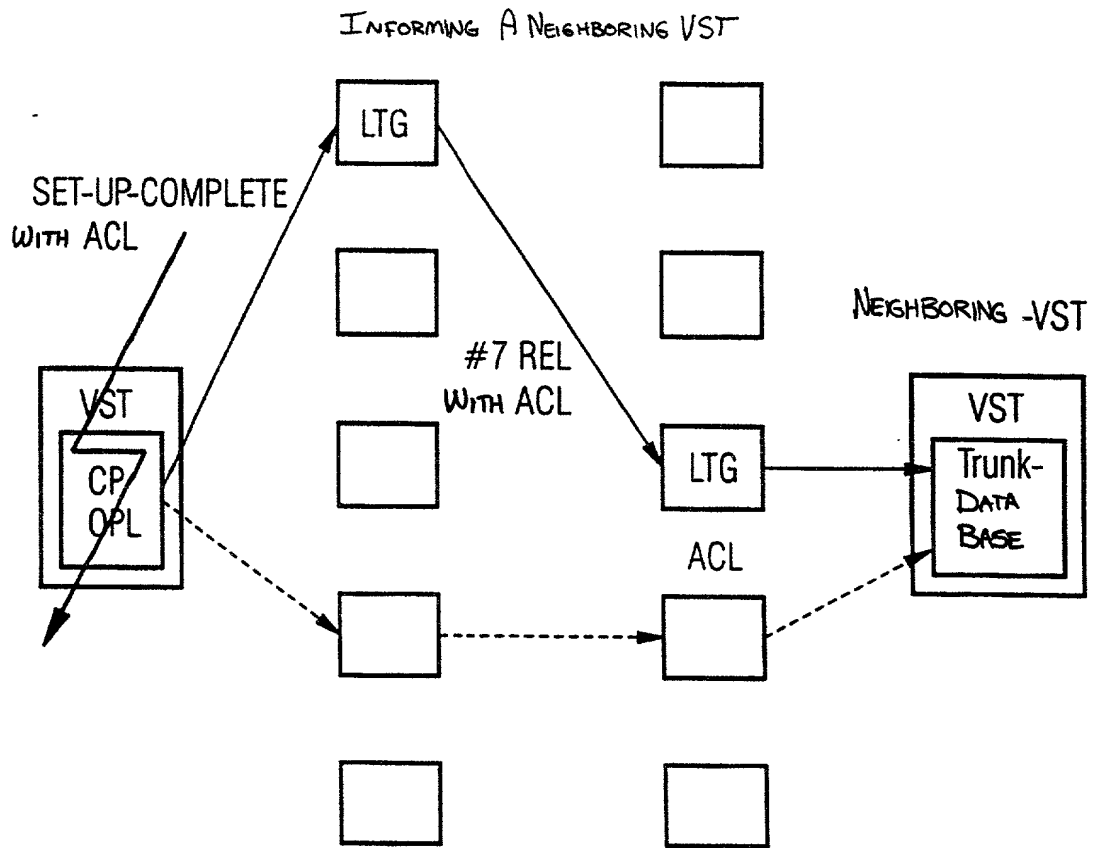 INFORMING A NEIGHBORING VST
LTG
SET-UP-COMPLETE
WITH ACL
NEIGHBORING -VST
#7 REL
WITH ACL
VST
CP
OPL
LTG
VST
Trunk-
DATA
BASE
ACL